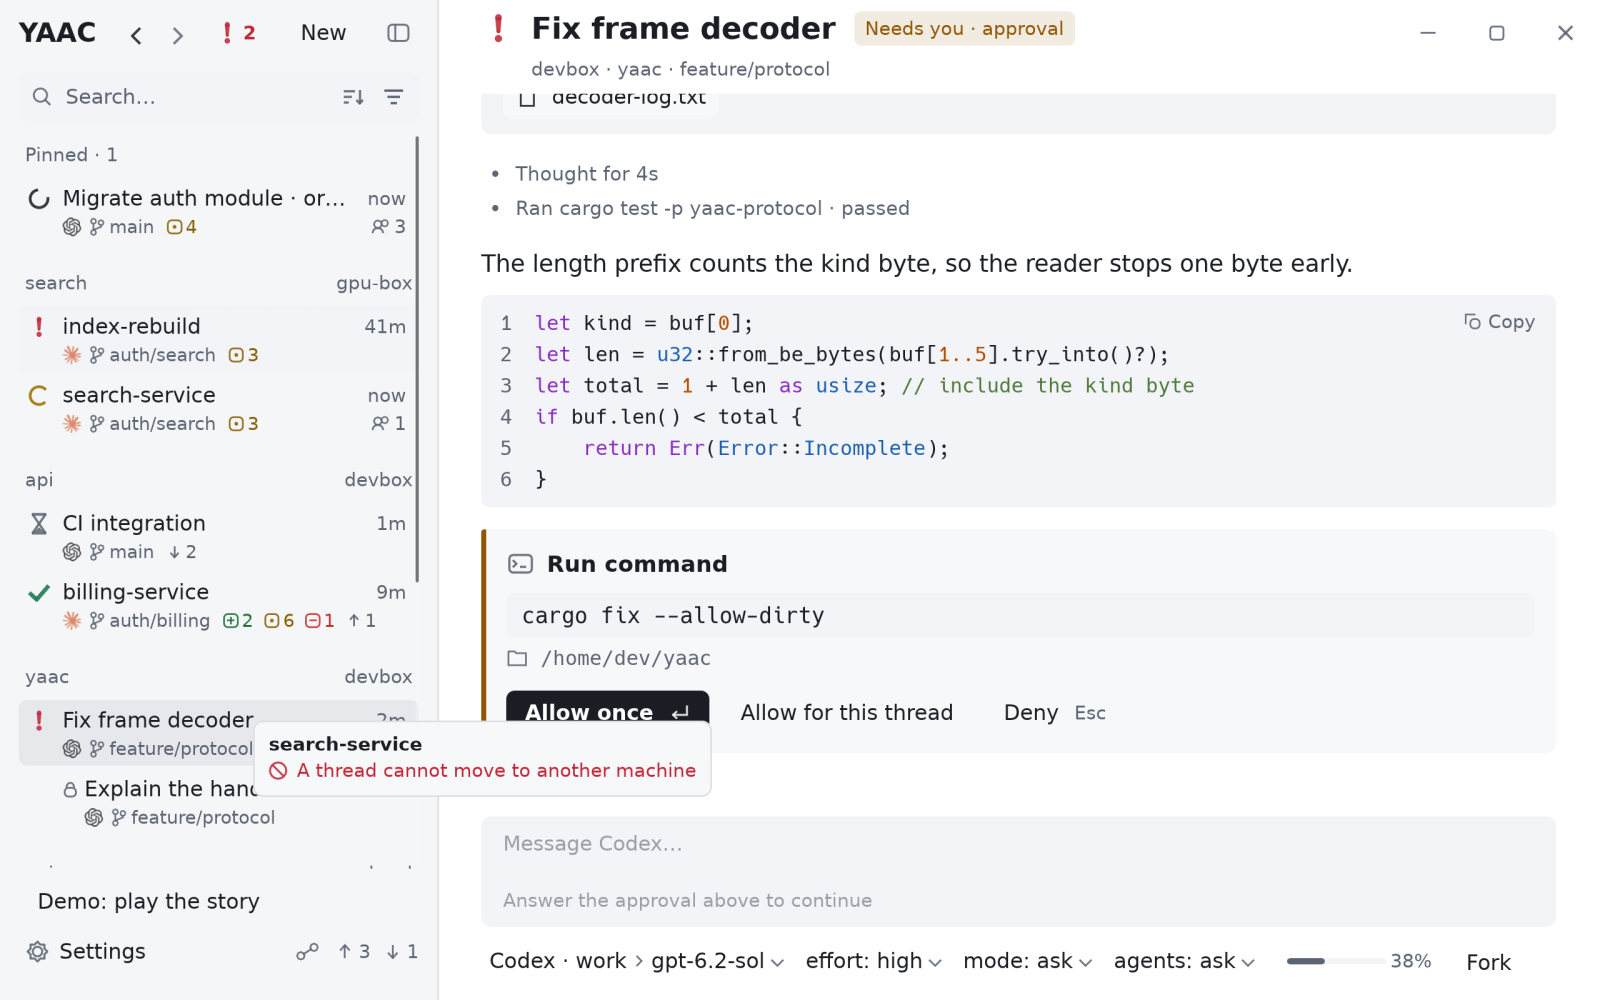 YAAC
2
New
Search…
Pinned · 1
Migrate auth module · or…
now
main
4
3
search
gpu-box
index-rebuild
41m
auth/search
3
search-service
now
auth/search
3
1
api
devbox
CI integration
1m
main
↓ 2
billing-service
9m
auth/billing
2
6
1
↑ 1
yaac
devbox
Fix frame decoder
2m
feature/protocol
Explain the hand
feature/protocol
Demo: play the story
Settings
↑ 3
↓ 1
Fix frame decoder
Needs you · approval
devbox · yaac · feature/protocol
decoder-log.txt
• Thought for 4s
• Ran cargo test -p yaac-protocol · passed
The length prefix counts the kind byte, so the reader stops one byte early.
Copy
1 let kind = buf[0];
2 let len = u32::from_be_bytes(buf[1..5].try_into()?);
3 let total = 1 + len as usize; // include the kind byte
4 if buf.len() < total {
5     return Err(Error::Incomplete);
6 }
Run command
cargo fix --allow-dirty
/home/dev/yaac
Allow once
Allow for this thread
Deny Esc
search-service
A thread cannot move to another machine
Message Codex…
Answer the approval above to continue
Codex · work › gpt-6.2-sol
effort: high
mode: ask
agents: ask
38%
Fork